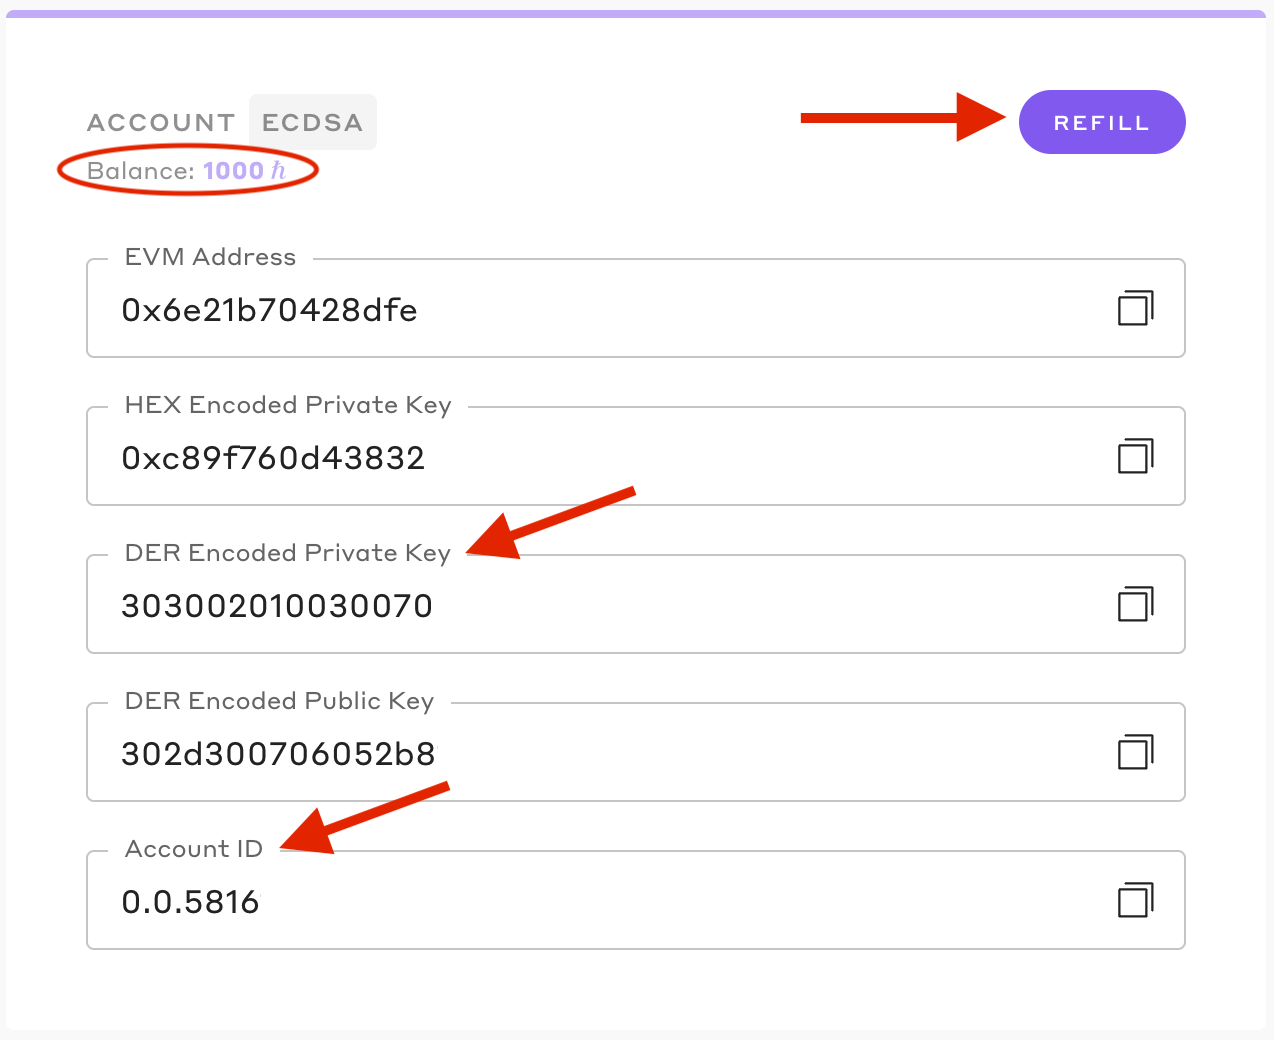 ACCOUNT ECDSA
REFILL
Balance: 1000 ℏ
EVM Address
0x6e21b70428dfe
HEX Encoded Private Key
0xc89f760d43832
DER Encoded Private Key
303002010030070
DER Encoded Public Key
302d300706052b8
Account ID
0.0.5816